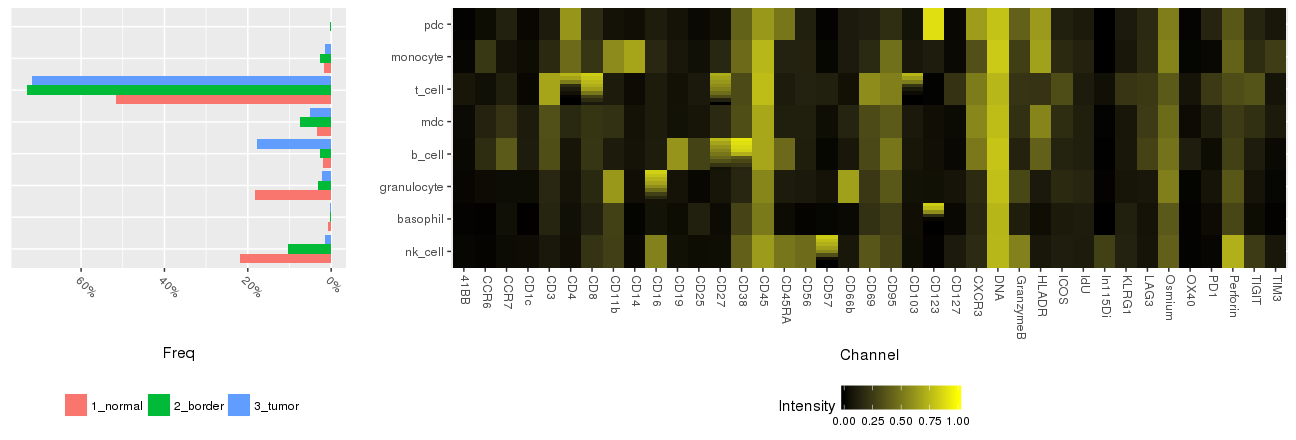 pdc
monocyte
t_cell
mdc
b_cell
granulocyte
basophil
nk_cell
60% 40% 20% 0%
41BB CCR6 CCR7 CD1c CD3 CD4 CD8 CD11b CD14 CD16 CD19 CD25 CD27 CD38 CD45 CD45RA CD56 CD57 CD66b CD69 CD95 CD103 CD123 CD127 CXCR3 DNA GranzymeB HLADR ICOS IdU In115Di KLRG1 LAG3 Osmium OX40 PD1 Perforin TIGIT TIM3
Freq
Channel
1_normal 2_border 3_tumor
Intensity
0.00 0.25 0.50 0.75 1.00